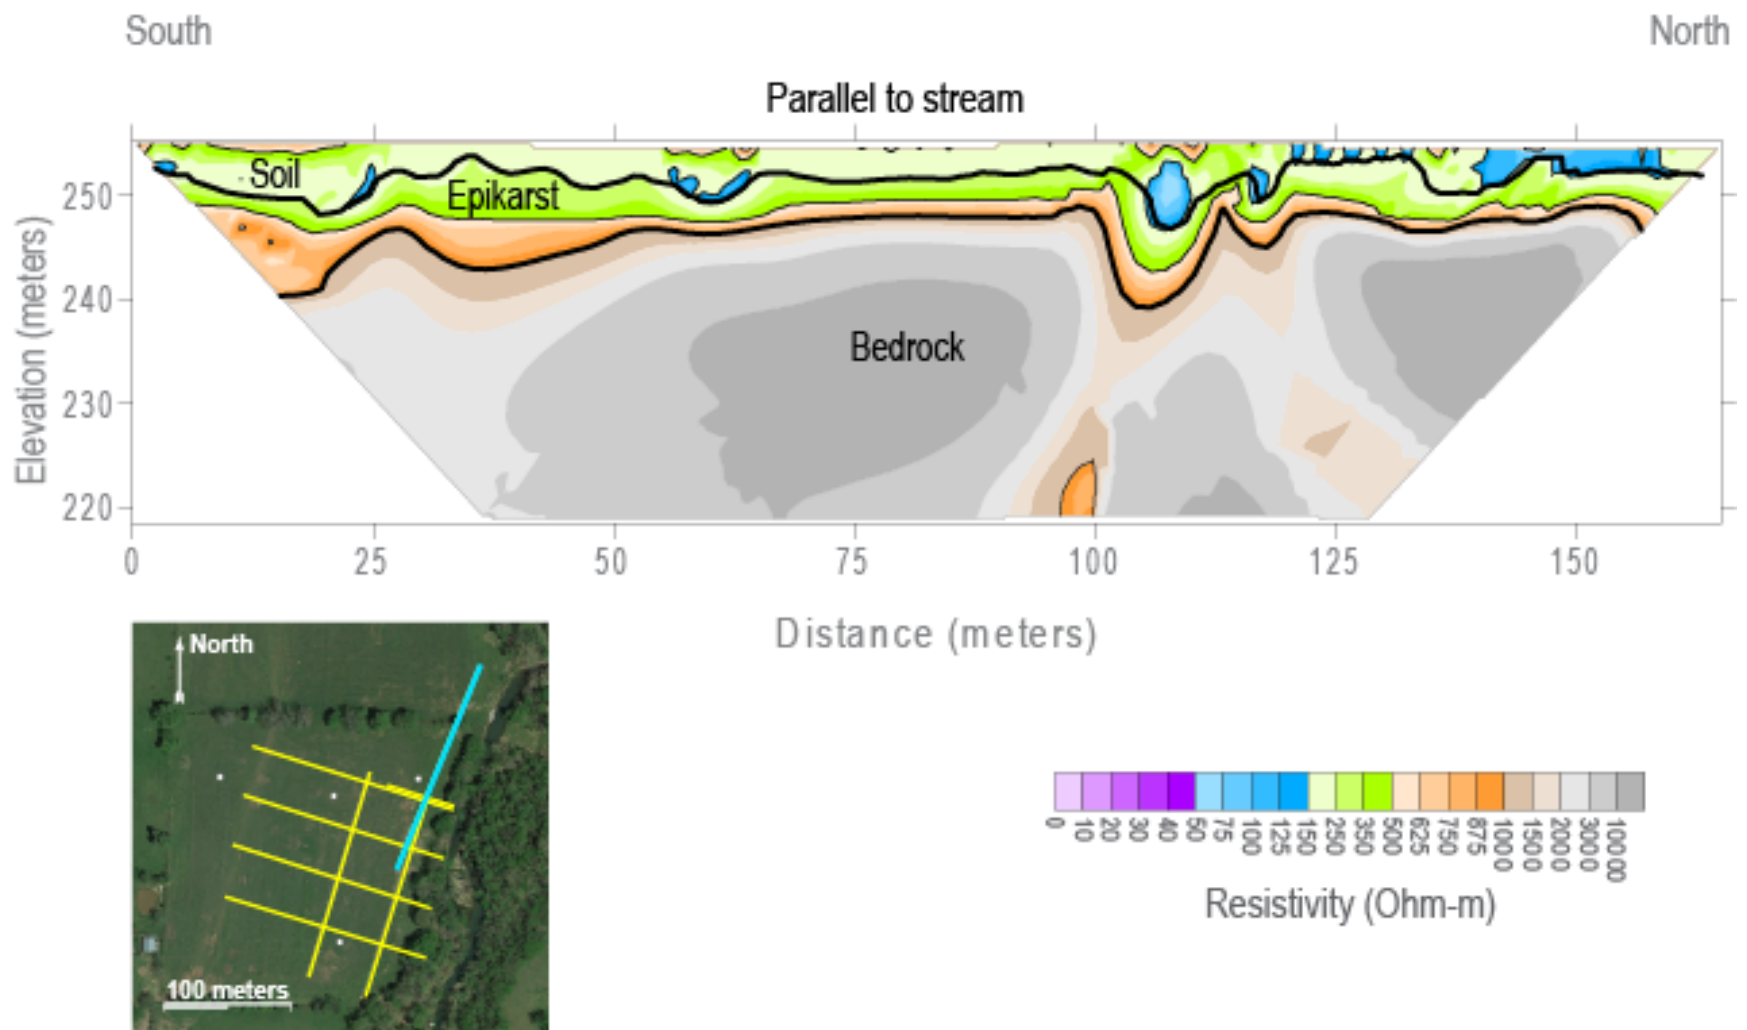 South
North
Parallel to stream
Soil
Epikarst
Bedrock
Elevation (meters)
250
240
230
220
0 25 50 75 100 125 150
Distance (meters)
North
100 meters
0 10 20 30 40 50 75 100 125 150 250 350 500 625 750 875 1000 1500 2000 3000 10000
Resistivity (Ohm-m)